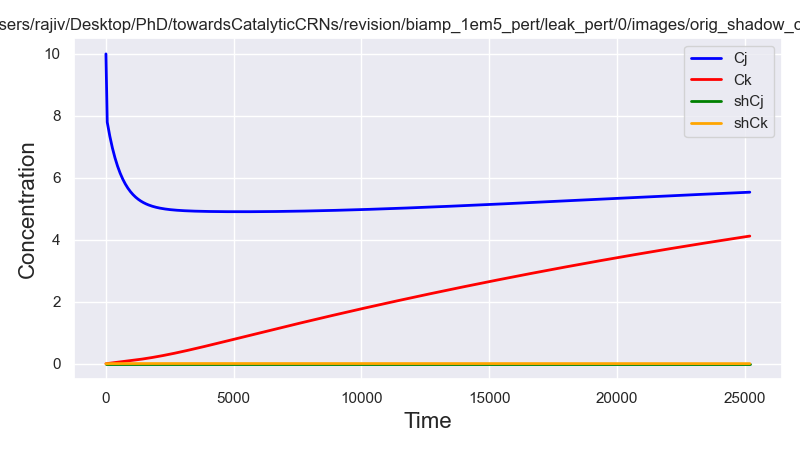 sers/rajiv/Desktop/PhD/towardsCatalyticCRNs/revision/biamp_1em5_pert/leak_pert/0/images/orig_shadow_c
Cj
Ck
shCj
shCk
Concentration
10
8
6
4
2
0
0 5000 10000 15000 20000 25000
Time